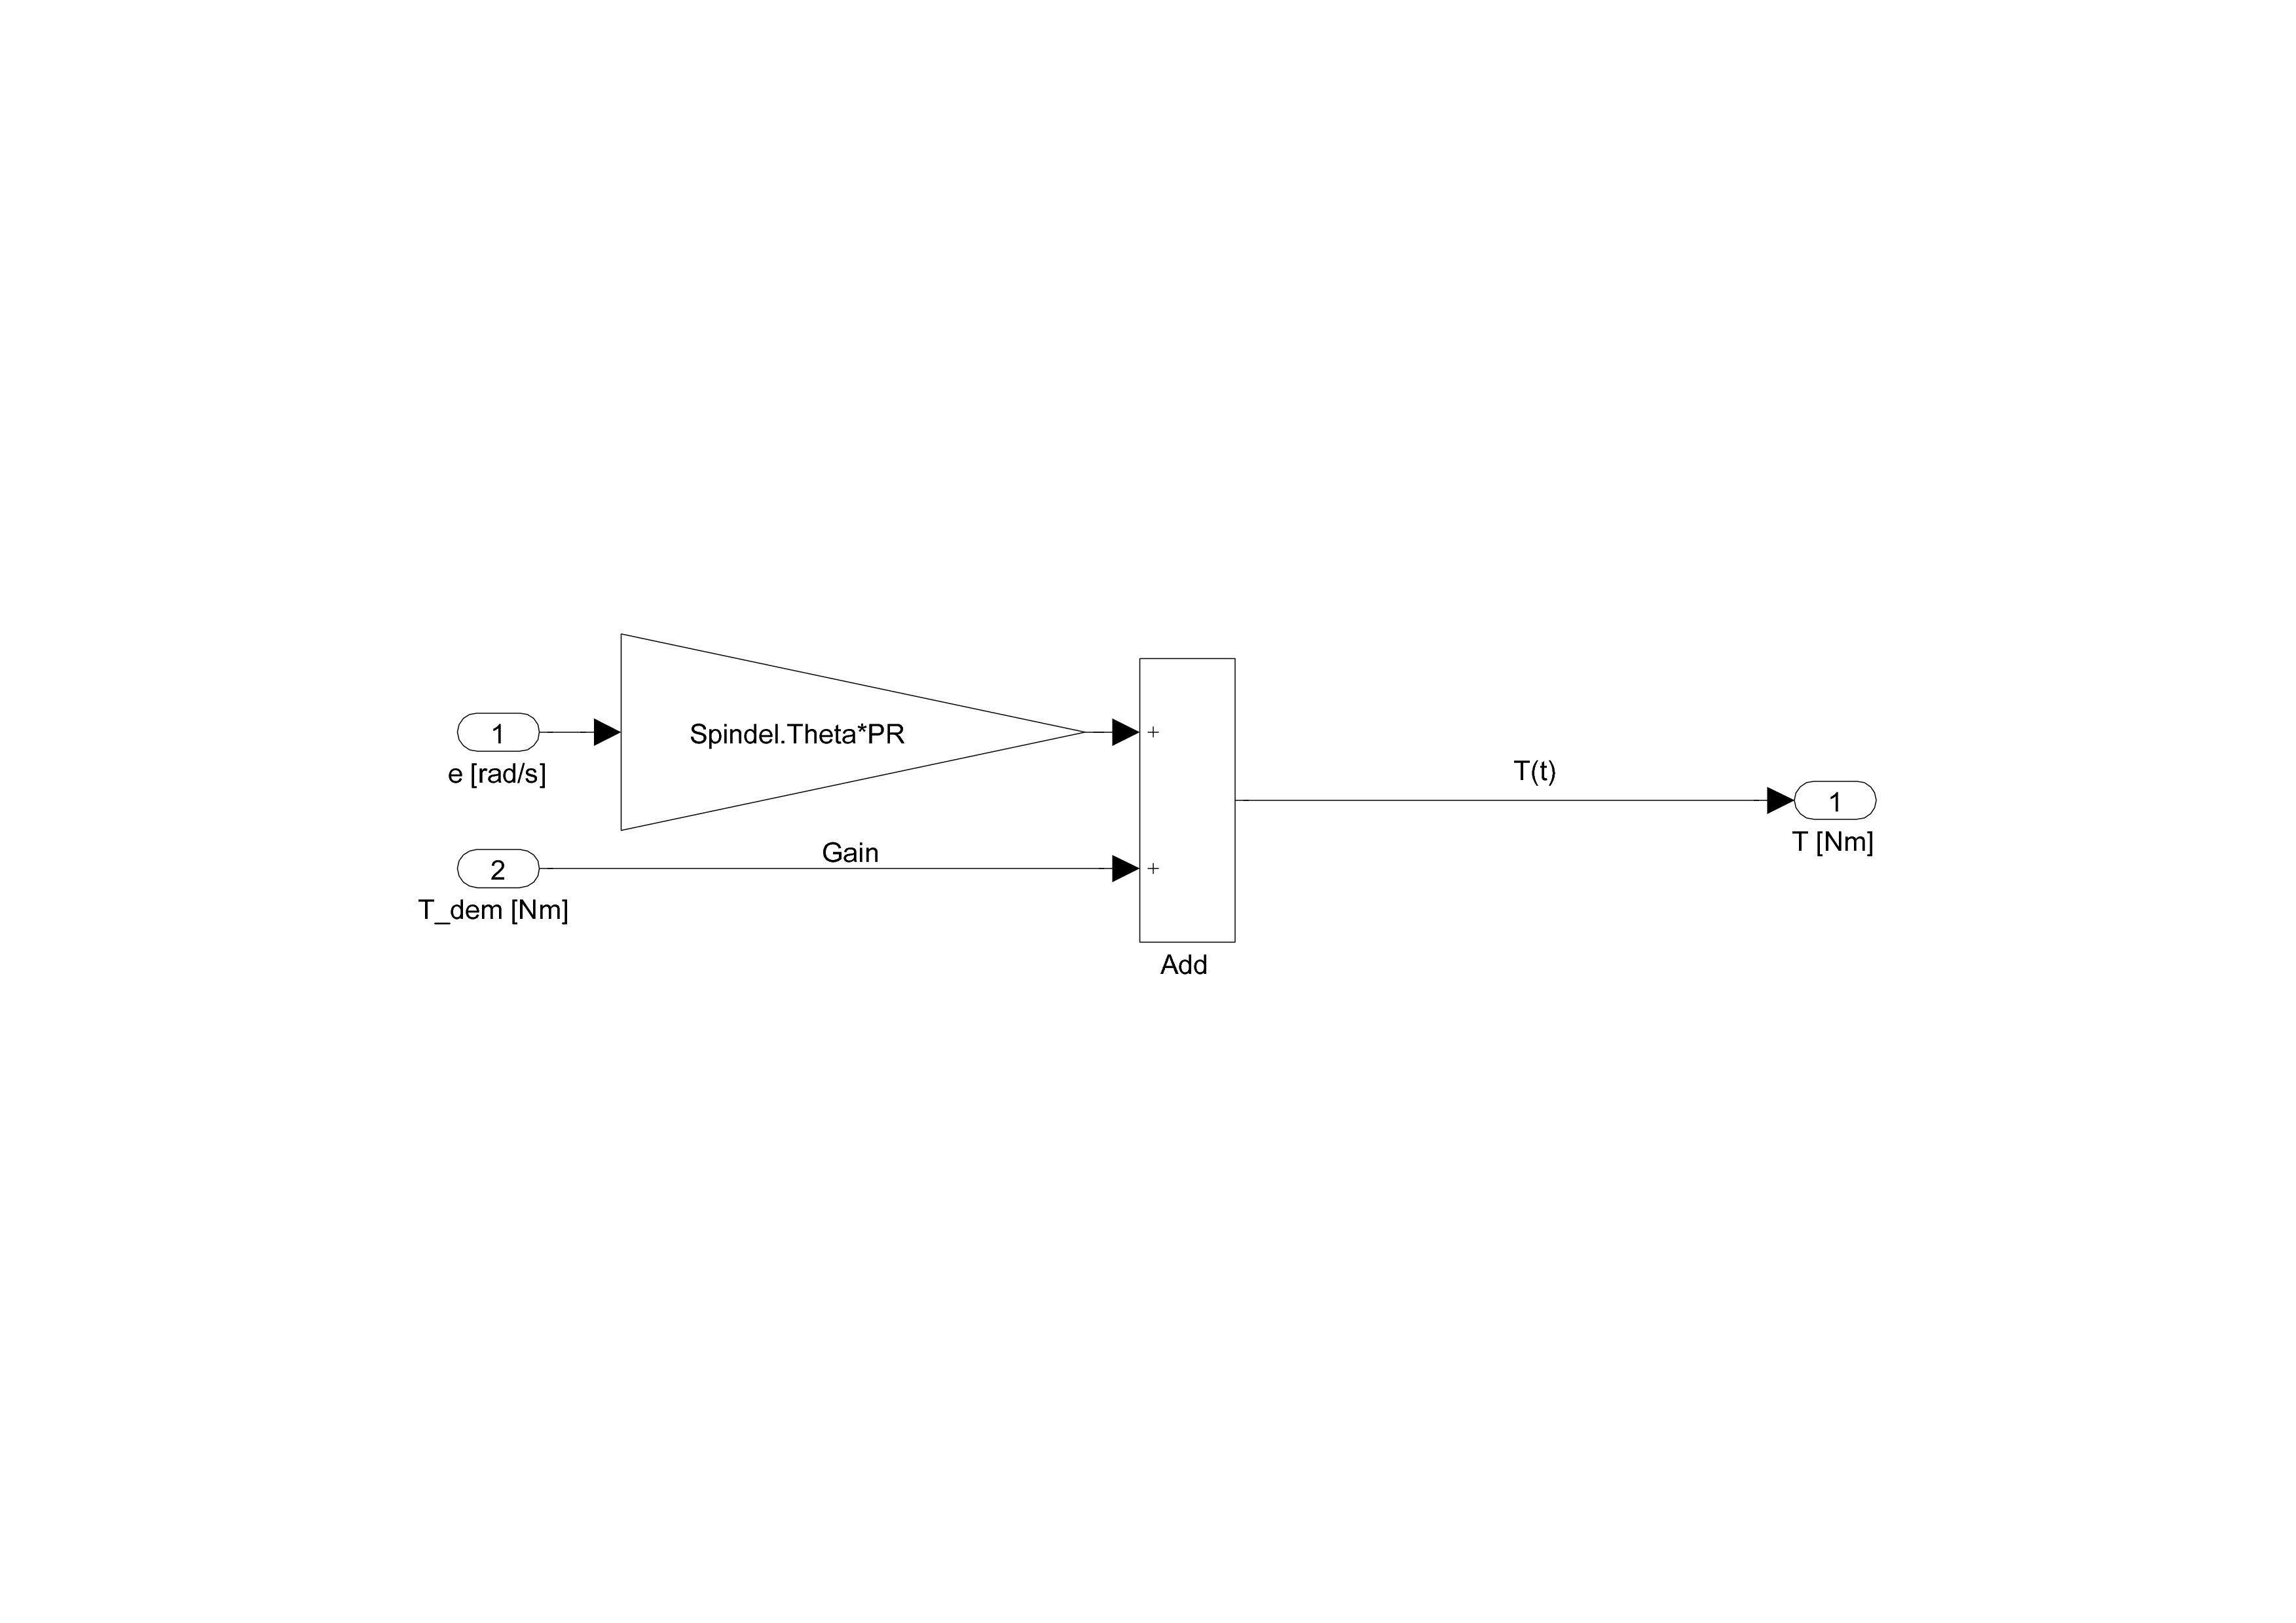 1
e [rad/s]
Spindel.Theta*PR
+
2
T_dem [Nm]
Gain
+
Add
T(t)
1
T [Nm]